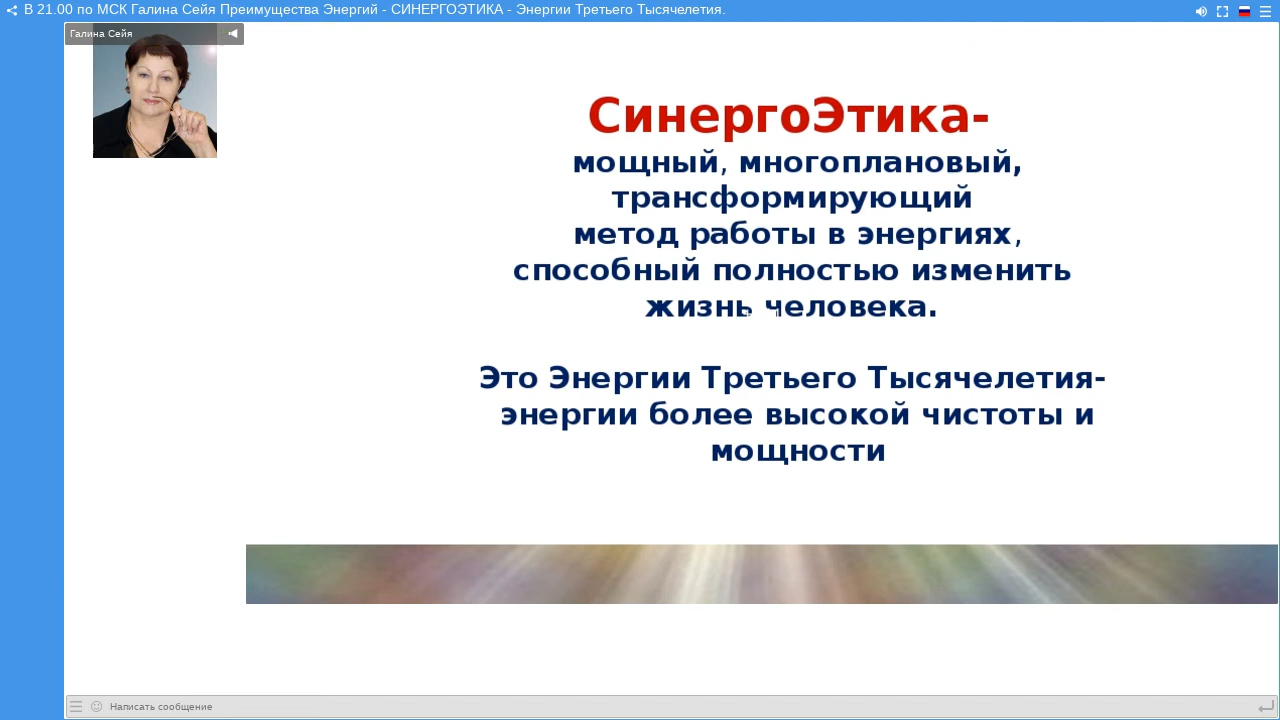 В 21.00 по МСК Галина Сейя Преимущества Энергий - СИНЕРГОЭТИКА - Энергии Третьего Тысячелетия.
Галина Сейя
СинергоЭтика-
мощный, многоплановый,
трансформирующий
метод работы в энергиях,
способный полностью изменить
жизнь человека.
Это Энергии Третьего Тысячелетия-
энергии более высокой чистоты и
мощности
Написать сообщение